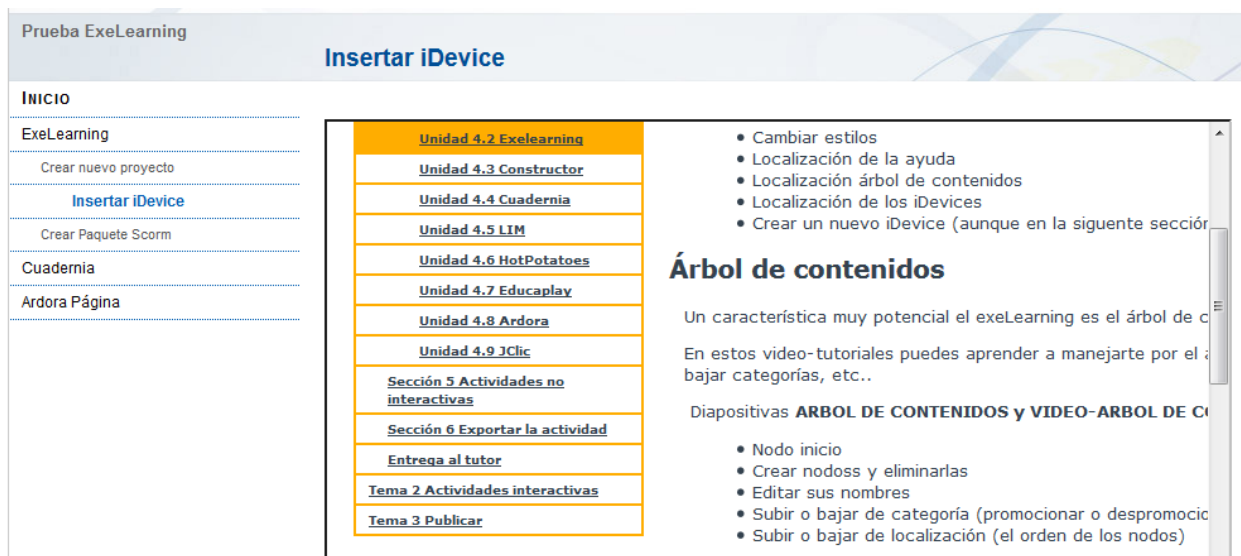 Prueba ExeLearning
Insertar iDevice
INICIO
ExeLearning
Crear nuevo proyecto
Insertar iDevice
Crear Paquete Scorm
Cuadernia
Ardora Página
Unidad 4.2 Exelearning
Unidad 4.3 Constructor
Unidad 4.4 Cuadernia
Unidad 4.5 LIM
Unidad 4.6 HotPotatoes
Unidad 4.7 Educaplay
Unidad 4.8 Ardora
Unidad 4.9 JClic
Sección 5 Actividades no
interactivas
Sección 6 Exportar la actividad
Entrega al tutor
Tema 2 Actividades interactivas
Tema 3 Publicar
• Cambiar estilos
• Localización de la ayuda
• Localización árbol de contenidos
• Localización de los iDevices
• Crear un nuevo iDevice (aunque en la siguente sección
Árbol de contenidos
Un característica muy potencial el exeLearning es el árbol de
En estos video-tutoriales puedes aprender a manejarte por el
bajar categorías, etc..
Diapositivas ARBOL DE CONTENIDOS y VIDEO-ARBOL DE
• Nodo inicio
• Crear nodoss y eliminarlas
• Editar sus nombres
• Subir o bajar de categoría (promocionar o despromocio
• Subir o bajar de localización (el orden de los nodos)